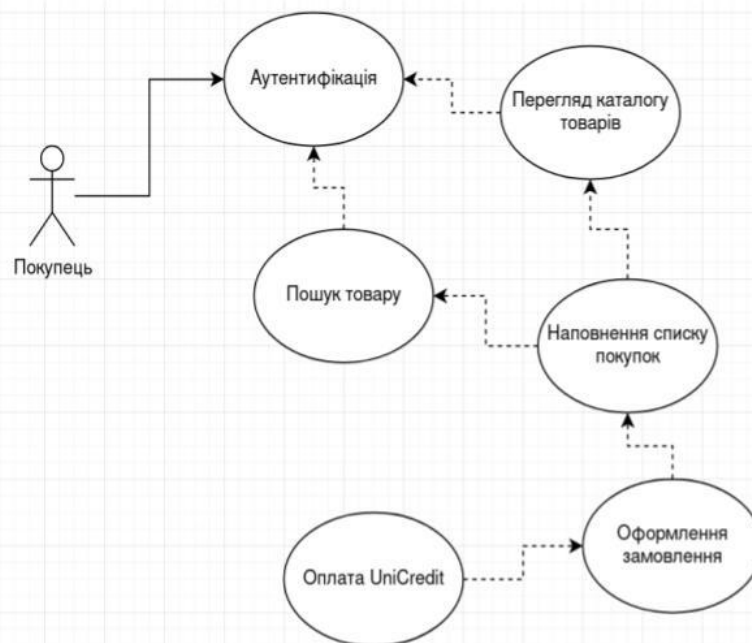 Аутентифікація
Перегляд каталогу
товарів
Покупець
Пошук товару
Наповнення списку
покупок
Оформлення
замовлення
Оплата UniCredit